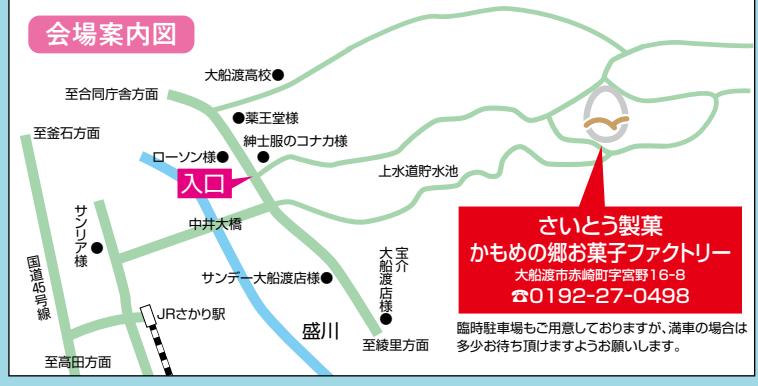 会場案内図
大船渡高校●
至合同庁舎方面
●薬王堂様
至釜石方面
紳士服のコナカ様
ローソン様●
上水道貯水池
入口
サンリア様
中井大橋
さいとう製菓
かもめの郷お菓子ファクトリー
大船渡市赤崎町字宮野16-8
☎0192-27-0498
国道45号線
サンデー大船渡店様●
宝介
大船渡店様
JRさかり駅
盛川
至綾里方面
至高田方面
臨時駐車場もご用意しておりますが、満車の場合は
多少お待ち頂けますようお願いします。